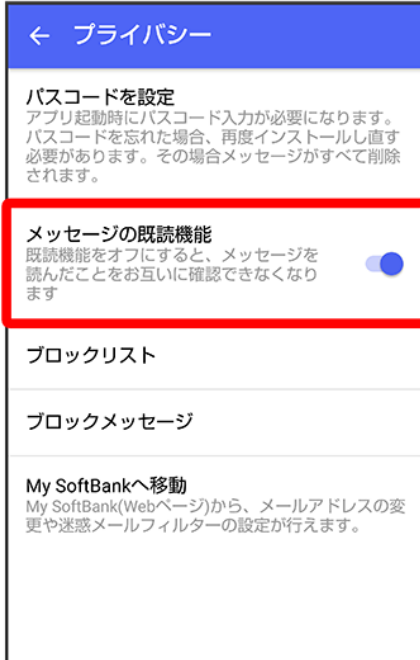 ← プライバシー
パスコードを設定
アプリ起動時にパスコード入力が必要になります。
パスコードを忘れた場合、再度インストールし直す
必要があります。その場合メッセージがすべて削除
されます。
メッセージの既読機能
既読機能をオフにすると、メッセージを
読んだことをお互いに確認できなくなり
ます
ブロックリスト
ブロックメッセージ
My SoftBankへ移動
My SoftBank(Webページ)から、メールアドレスの変
更や迷惑メールフィルターの設定が行えます。